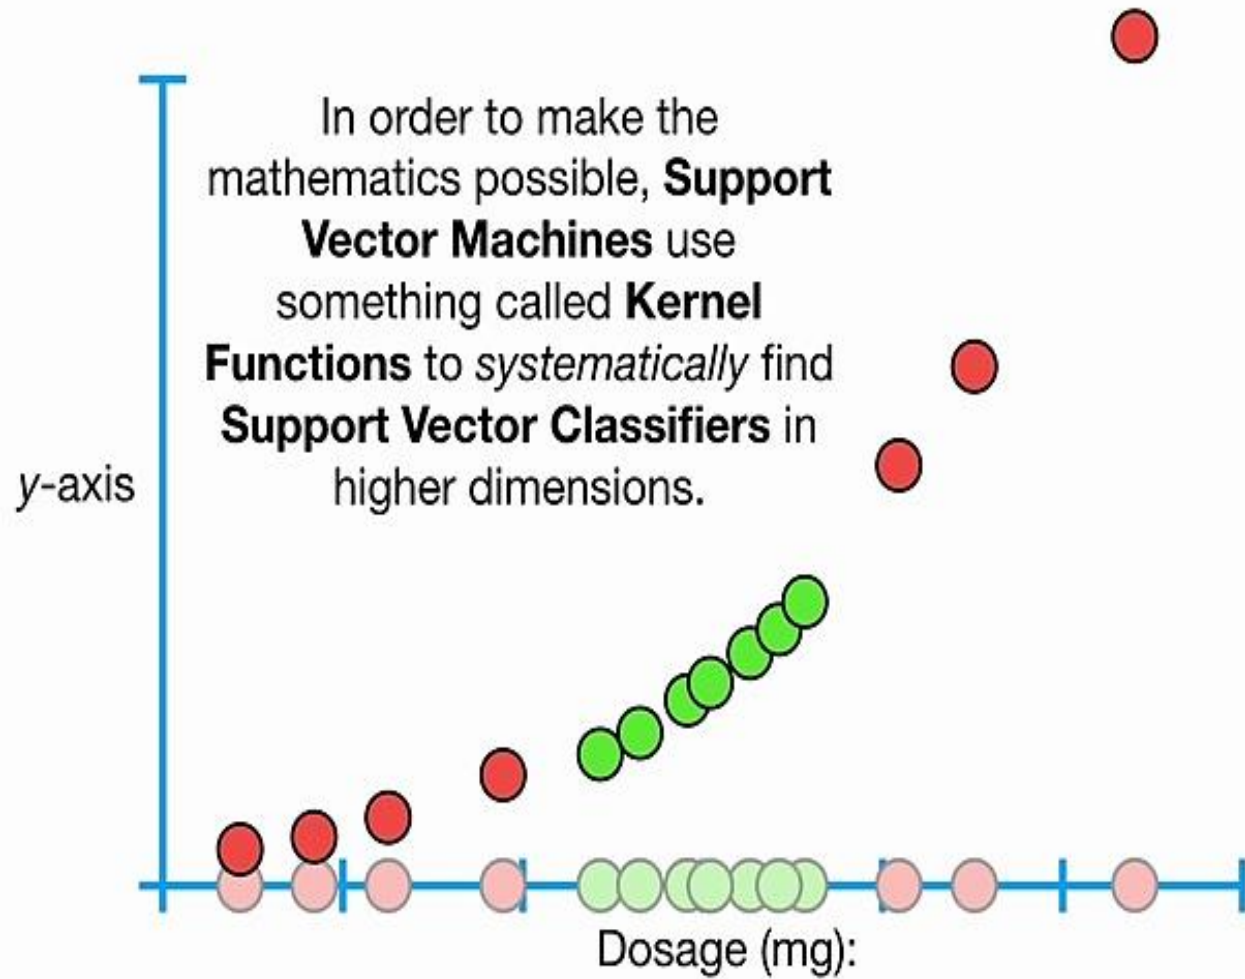 In order to make the
mathematics possible, Support
Vector Machines use
something called Kernel
Functions to systematically find
Support Vector Classifiers in
higher dimensions.
y-axis
Dosage (mg):